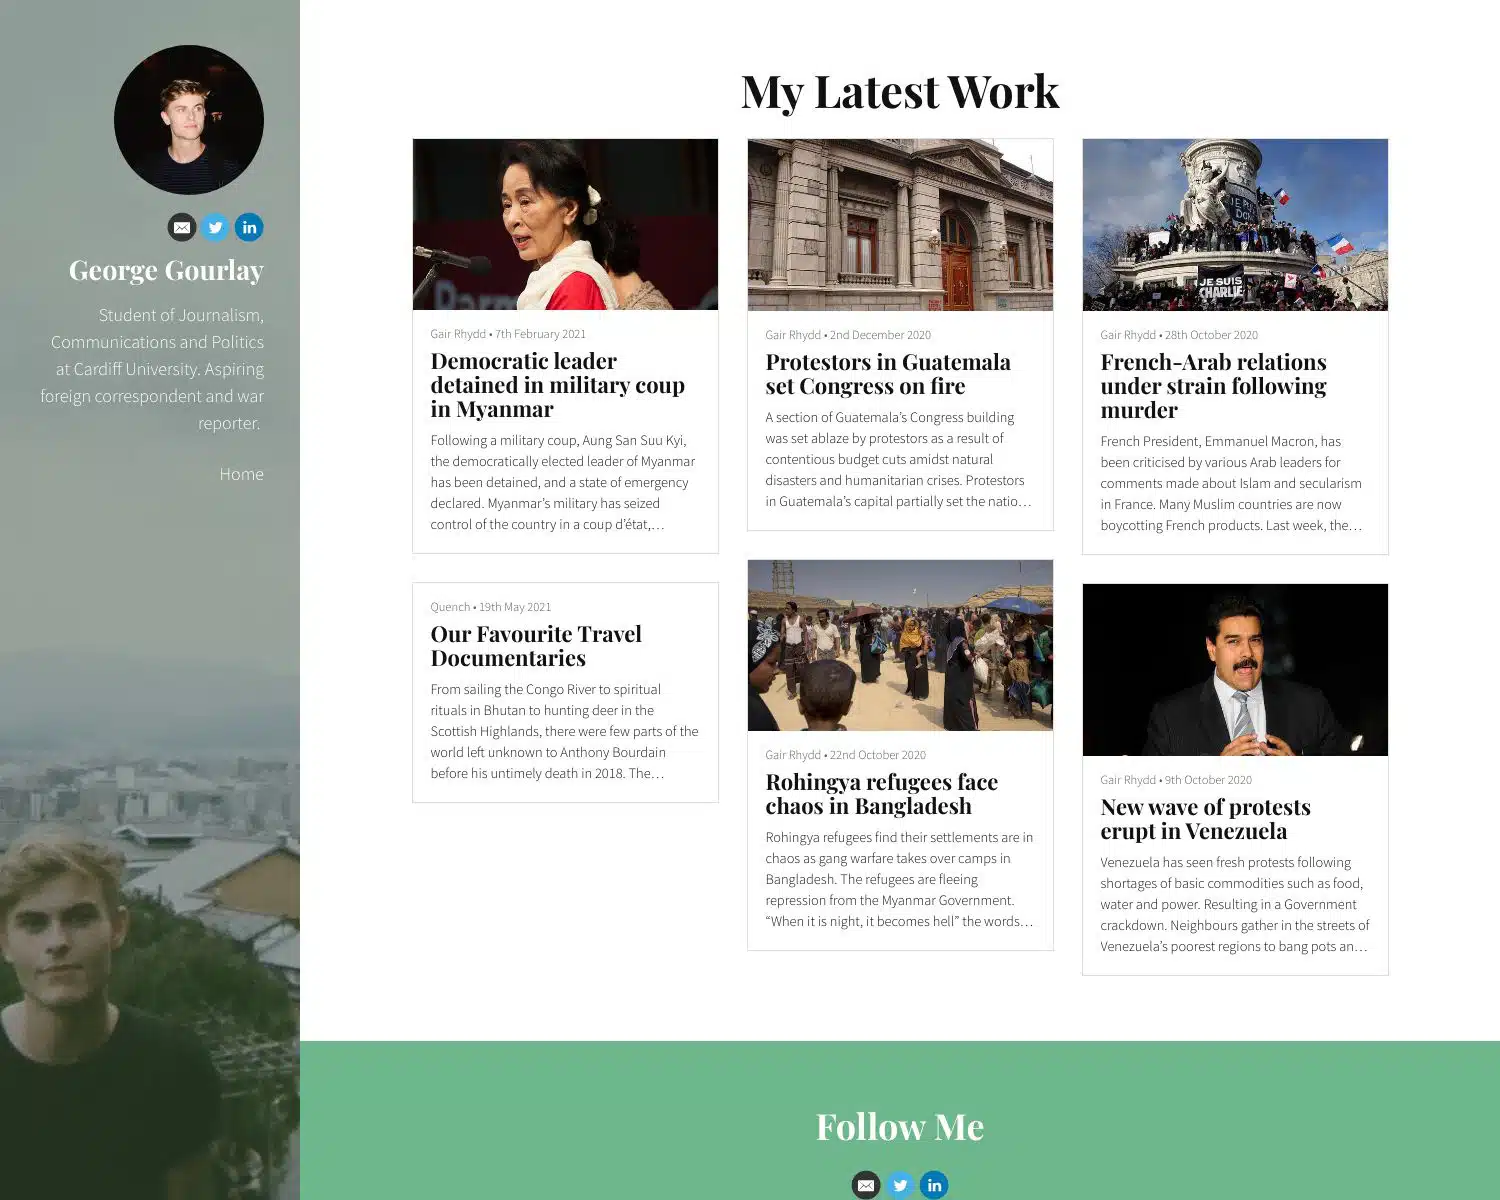 George Gourlay
Student of Journalism,
Communications and Politics
at Cardiff University. Aspiring
foreign correspondent and war
reporter.
Home
My Latest Work
Gair Rhydd • 7th February 2021
Democratic leader
detained in military coup
in Myanmar
Following a military coup, Aung San Suu Kyi,
the democratically elected leader of Myanmar
has been detained, and a state of emergency
declared. Myanmar’s military has seized
control of the country in a coup d’état,…
Quench • 19th May 2021
Our Favourite Travel
Documentaries
From sailing the Congo River to spiritual
rituals in Bhutan to hunting deer in the
Scottish Highlands, there were few parts of the
world left unknown to Anthony Bourdain
before his untimely death in 2018. The…
Gair Rhydd • 2nd December 2020
Protestors in Guatemala
set Congress on fire
A section of Guatemala’s Congress building
was set ablaze by protestors as a result of
contentious budget cuts amidst natural
disasters and humanitarian crises. Protestors
in Guatemala’s capital partially set the natio…
Gair Rhydd • 22nd October 2020
Rohingya refugees face
chaos in Bangladesh
Rohingya refugees find their settlements are in
chaos as gang warfare takes over camps in
Bangladesh. The refugees are fleeing
repression from the Myanmar Government.
“When it is night, it becomes hell” the words…
JE SUIS
CHARLIE
Gair Rhydd • 28th October 2020
French-Arab relations
under strain following
murder
French President, Emmanuel Macron, has
been criticised by various Arab leaders for
comments made about Islam and secularism
in France. Many Muslim countries are now
boycotting French products. Last week, the…
Gair Rhydd • 9th October 2020
New wave of protests
erupt in Venezuela
Venezuela has seen fresh protests following
shortages of basic commodities such as food,
water and power. Resulting in a Government
crackdown. Neighbours gather in the streets of
Venezuela’s poorest regions to bang pots an…
Follow Me